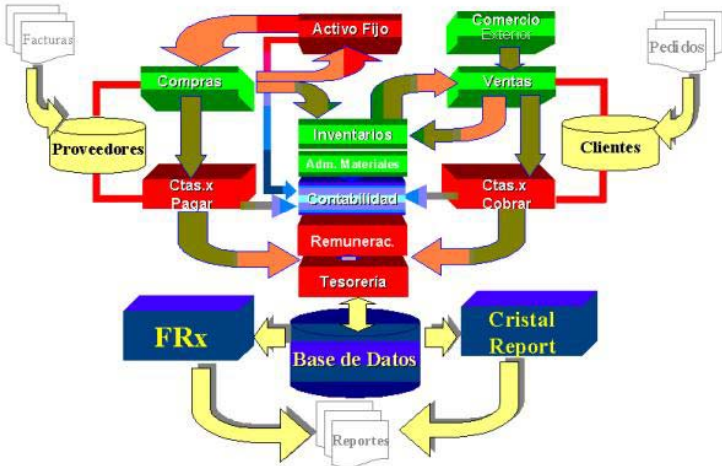 Facturas
Activo Fijo
Comercio
Exterior
Pedidos
Compras
Ventas
Proveedores
Inventarios
Adm. Materiales
Clientes
Ctas.x
Pagar
Contabilidad
Ctas.x
Cobrar
Remunerac.
Tesorería
FRx
Base de Datos
Cristal
Report
Reportes